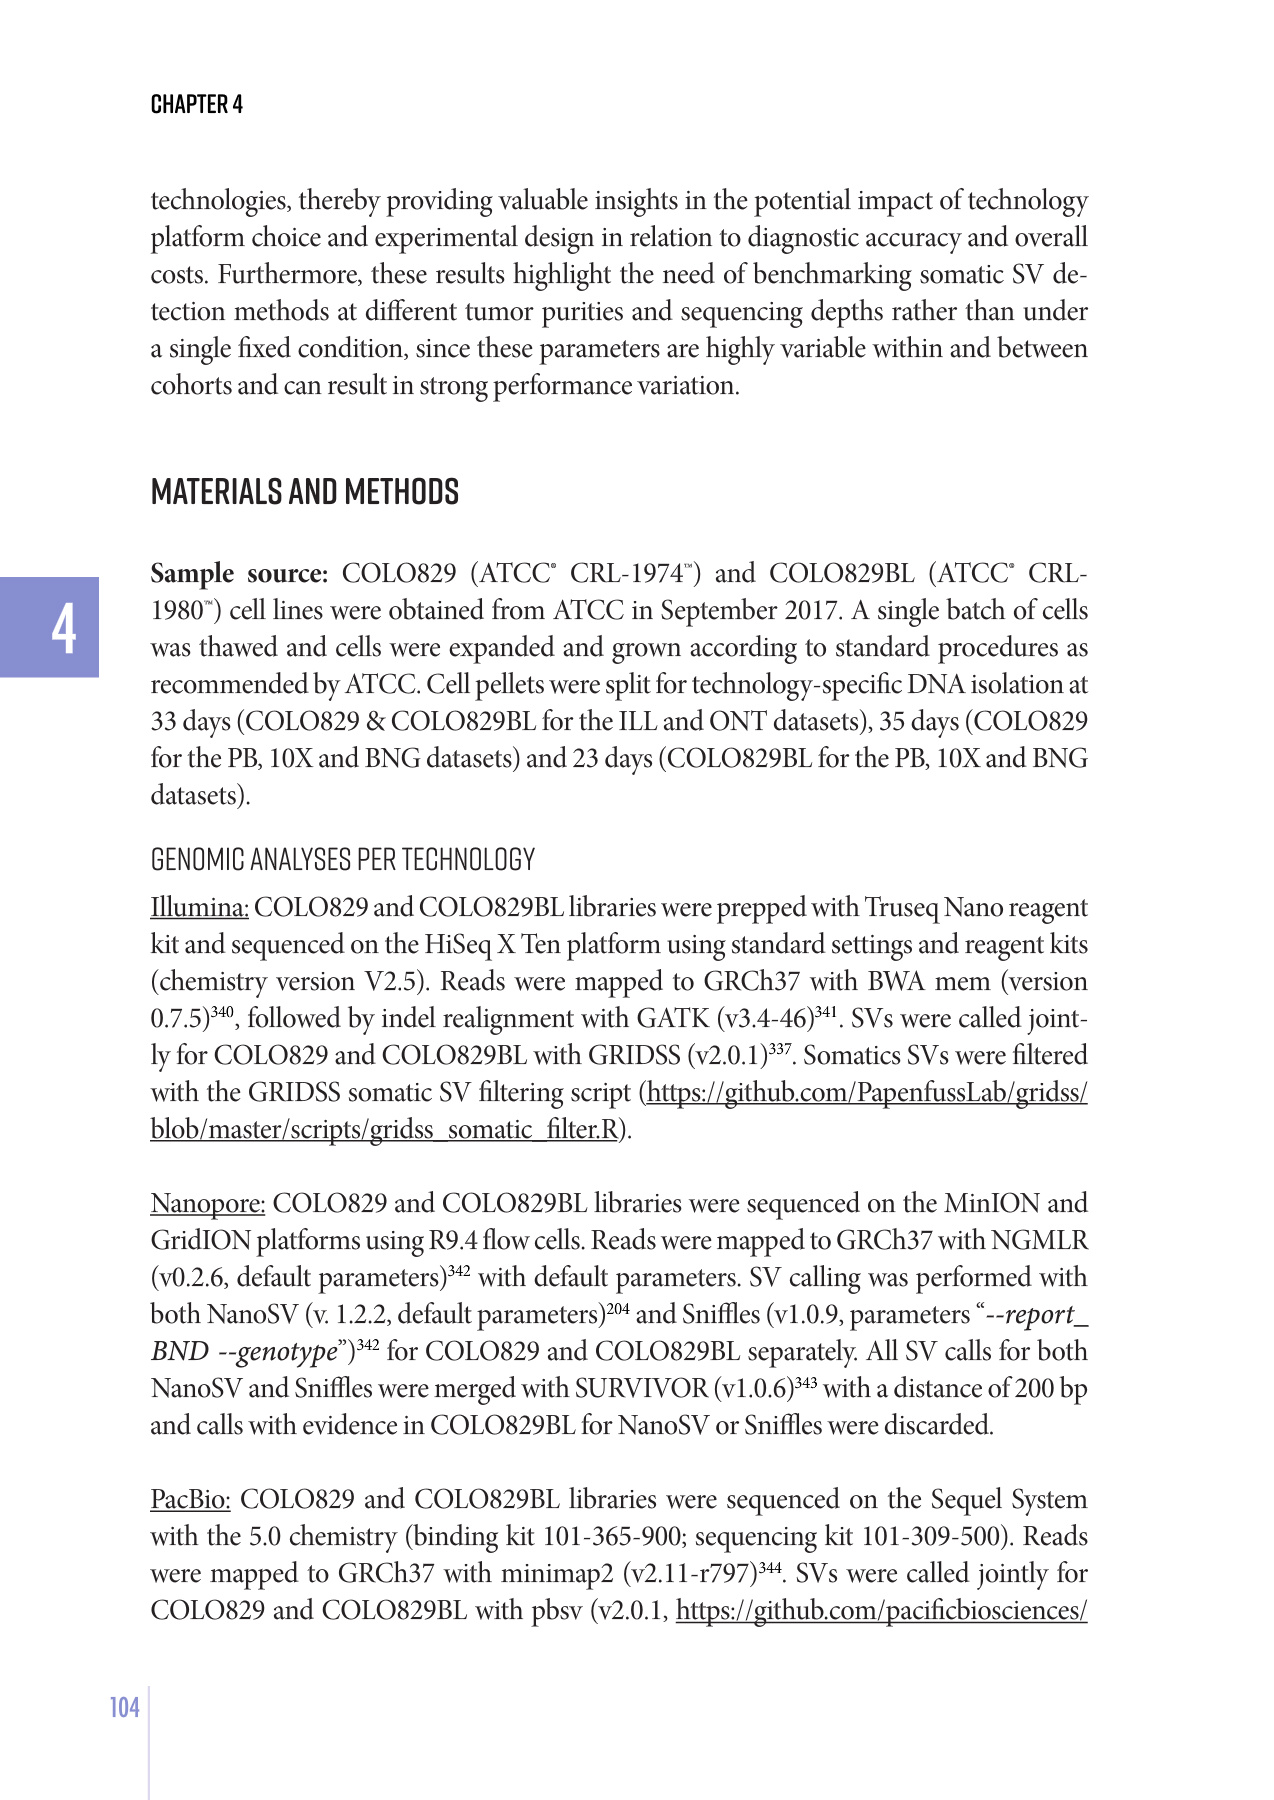 CHAPTER 4
technologies, thereby providing valuable insights in the potential impact of technology
platform choice and experimental design in relation to diagnostic accuracy and overall
costs. Furthermore, these results highlight the need of benchmarking somatic SV de-
tection methods at different tumor purities and sequencing depths rather than under
a single fixed condition, since these parameters are highly variable within and between
cohorts and can result in strong performance variation.
MATERIALS AND METHODS
Sample source: COLO829 (ATCC® CRL-1974™) and COLO829BL (ATCC® CRL-
1980™) cell lines were obtained from ATCC in September 2017. A single batch of cells
was thawed and cells were expanded and grown according to standard procedures as
recommended by ATCC. Cell pellets were split for technology-specific DNA isolation at
33 days (COLO829 & COLO829BL for the ILL and ONT datasets), 35 days (COLO829
for the PB, 10X and BNG datasets) and 23 days (COLO829BL for the PB, 10X and BNG
datasets).
4
GENOMIC ANALYSES PER TECHNOLOGY
Illumina: COLO829 and COLO829BL libraries were prepped with Truseq Nano reagent
kit and sequenced on the HiSeq X Ten platform using standard settings and reagent kits
(chemistry version V2.5). Reads were mapped to GRCh37 with BWA mem (version
0.7.5)³⁴⁰, followed by indel realignment with GATK (v3.4-46)³⁴¹. SVs were called joint-
ly for COLO829 and COLO829BL with GRIDSS (v2.0.1)³³⁷. Somatics SVs were filtered
with the GRIDSS somatic SV filtering script (https://github.com/PapenfussLab/gridss/
blob/master/scripts/gridss_somatic_filter.R).
Nanopore: COLO829 and COLO829BL libraries were sequenced on the MinION and
GridION platforms using R9.4 flow cells. Reads were mapped to GRCh37 with NGMLR
(v0.2.6, default parameters)³⁴² with default parameters. SV calling was performed with
both NanoSV (v. 1.2.2, default parameters)²⁰⁴ and Sniffles (v1.0.9, parameters “--report_
BND --genotype”)³⁴² for COLO829 and COLO829BL separately. All SV calls for both
NanoSV and Sniffles were merged with SURVIVOR (v1.0.6)³⁴³ with a distance of 200 bp
and calls with evidence in COLO829BL for NanoSV or Sniffles were discarded.
PacBio: COLO829 and COLO829BL libraries were sequenced on the Sequel System
with the 5.0 chemistry (binding kit 101-365-900; sequencing kit 101-309-500). Reads
were mapped to GRCh37 with minimap2 (v2.11-r797)³⁴⁴. SVs were called jointly for
COLO829 and COLO829BL with pbsv (v2.0.1, https://github.com/pacificbiosciences/
104